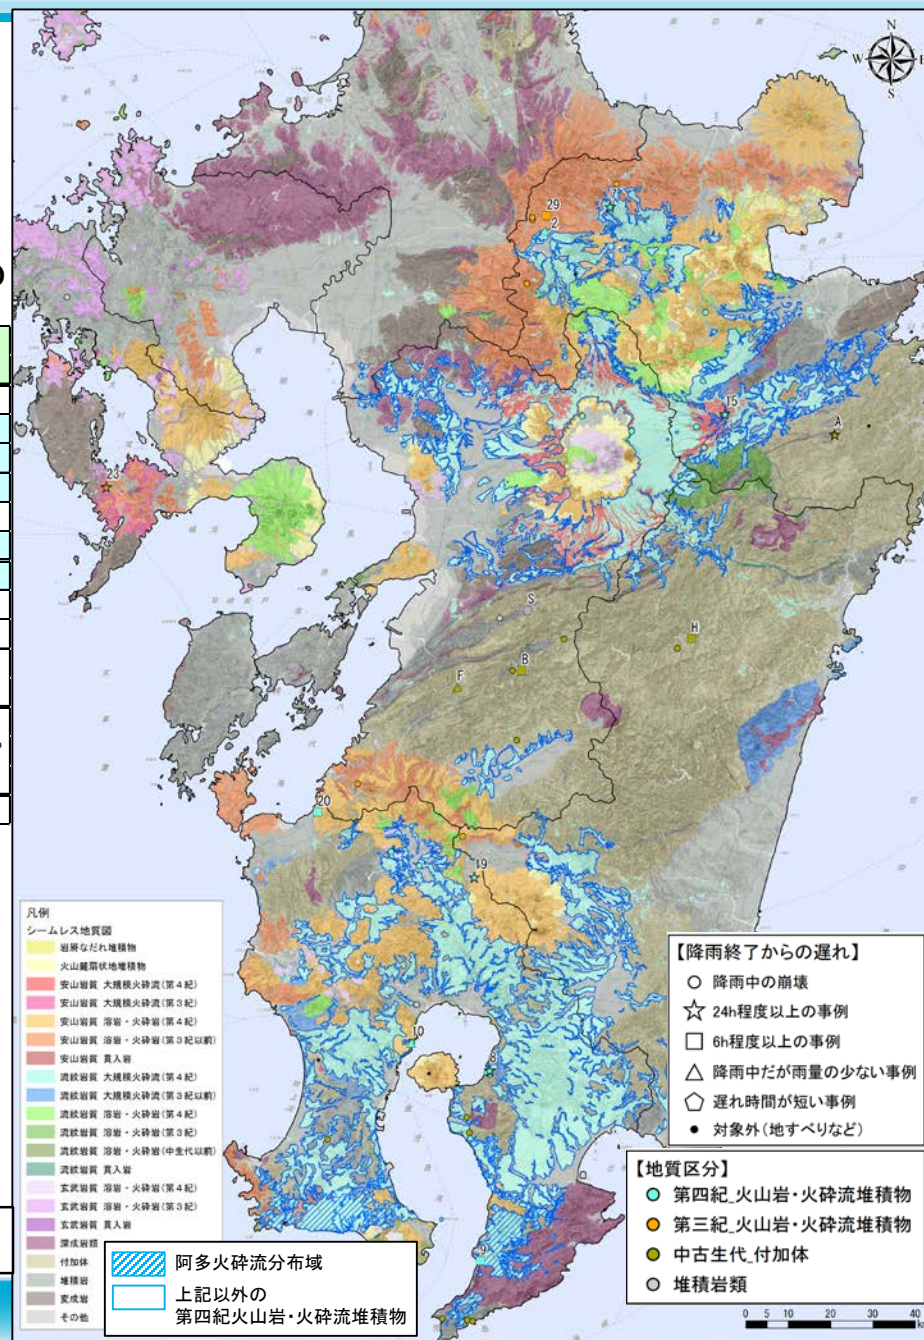 N
W
E
S
7
29
2
15
A
23
S
H
B
F
20
19
10
8
9
凡例
シームレス地質図
岩屑なだれ堆積物
火山麓扇状地堆積物
安山岩質 大規模火砕流(第4紀)
安山岩質 大規模火砕流(第3紀)
安山岩質 溶岩・火砕岩(第4紀)
安山岩質 溶岩・火砕岩(第3紀以前)
安山岩質 貫入岩
流紋岩質 大規模火砕流(第4紀)
流紋岩質 大規模火砕流(第3紀以前)
流紋岩質 溶岩・火砕岩(第4紀)
流紋岩質 溶岩・火砕岩(第3紀)
流紋岩質 溶岩・火砕岩(中生代以前)
流紋岩質 貫入岩
玄武岩質 溶岩・火砕岩(第4紀)
玄武岩質 溶岩・火砕岩(第3紀)
玄武岩質 貫入岩
深成岩類
付加体
堆積岩
変成岩
その他
阿多火砕流分布域
上記以外の
第四紀火山岩・火砕流堆積物
【降雨終了からの遅れ】
降雨中の崩壊
24h程度以上の事例
6h程度以上の事例
降雨中だが雨量の少ない事例
遅れ時間が短い事例
対象外(地すべりなど)
【地質区分】
第四紀_火山岩・火砕流堆積物
第三紀_火山岩・火砕流堆積物
中古生代_付加体
堆積岩類
0 5 10 20 30 40